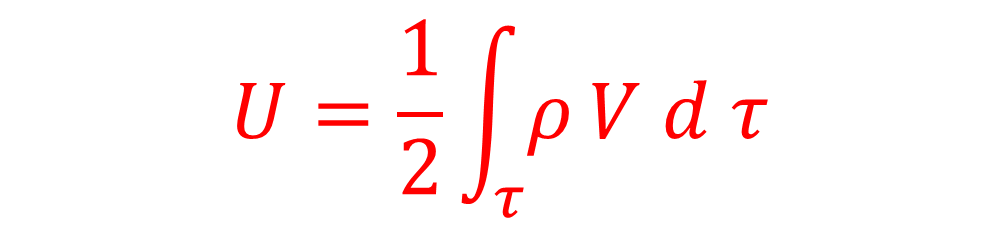 U = 1/2 ∫_τ ρ V d τ